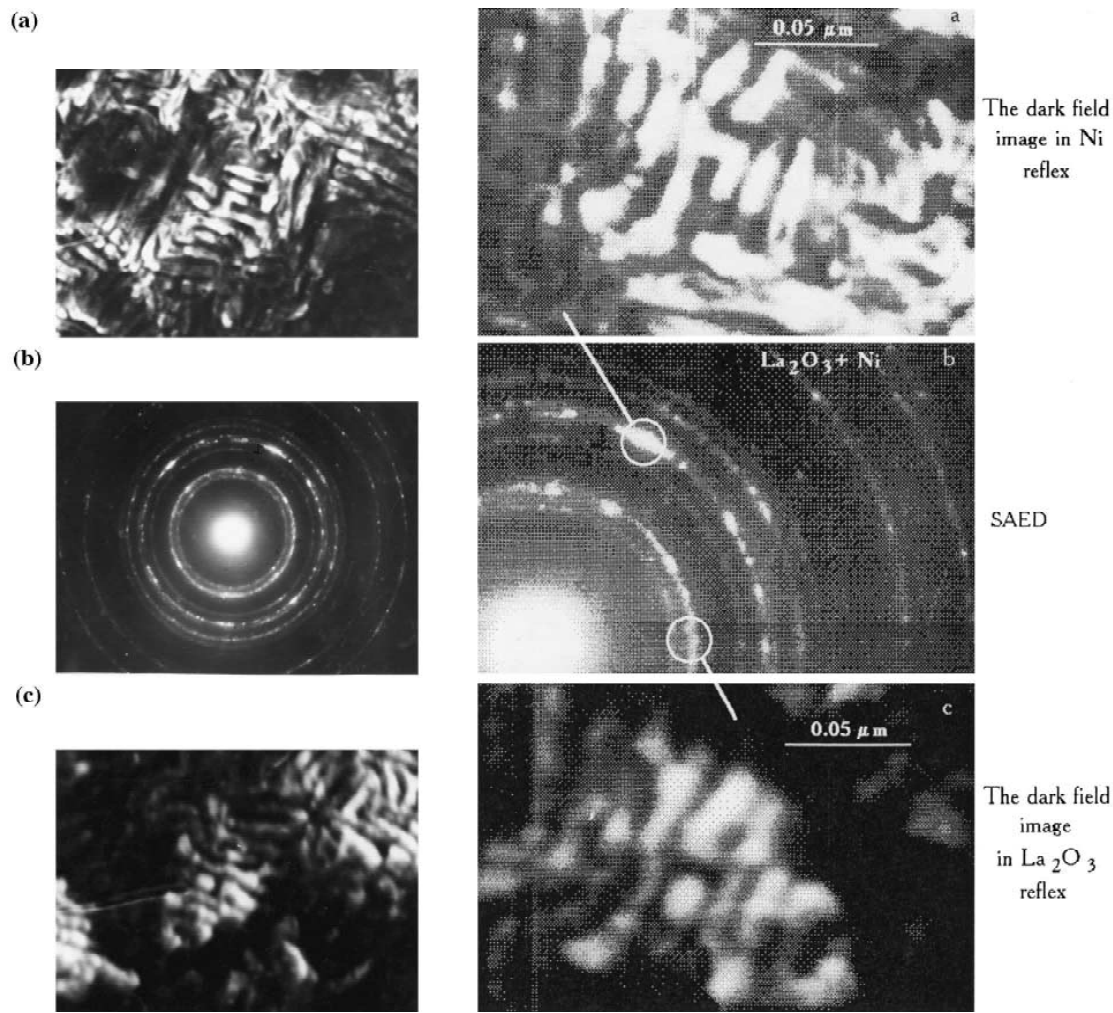 (a)
a
0.05 μm
The dark field
image in Ni
reflex
(b)
La₂O₃ + Ni
b
SAED
(c)
c
0.05 μm
The dark field
image
in La₂O₃
reflex